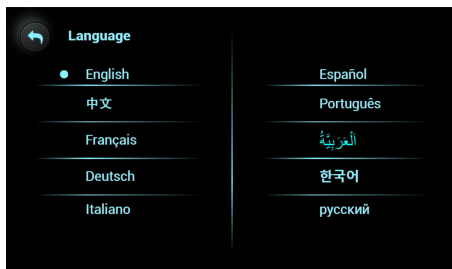 Language
English
中文
Français
Deutsch
Italiano
Español
Português
اَلْعَرَبِيَّةُ
한국어
русский